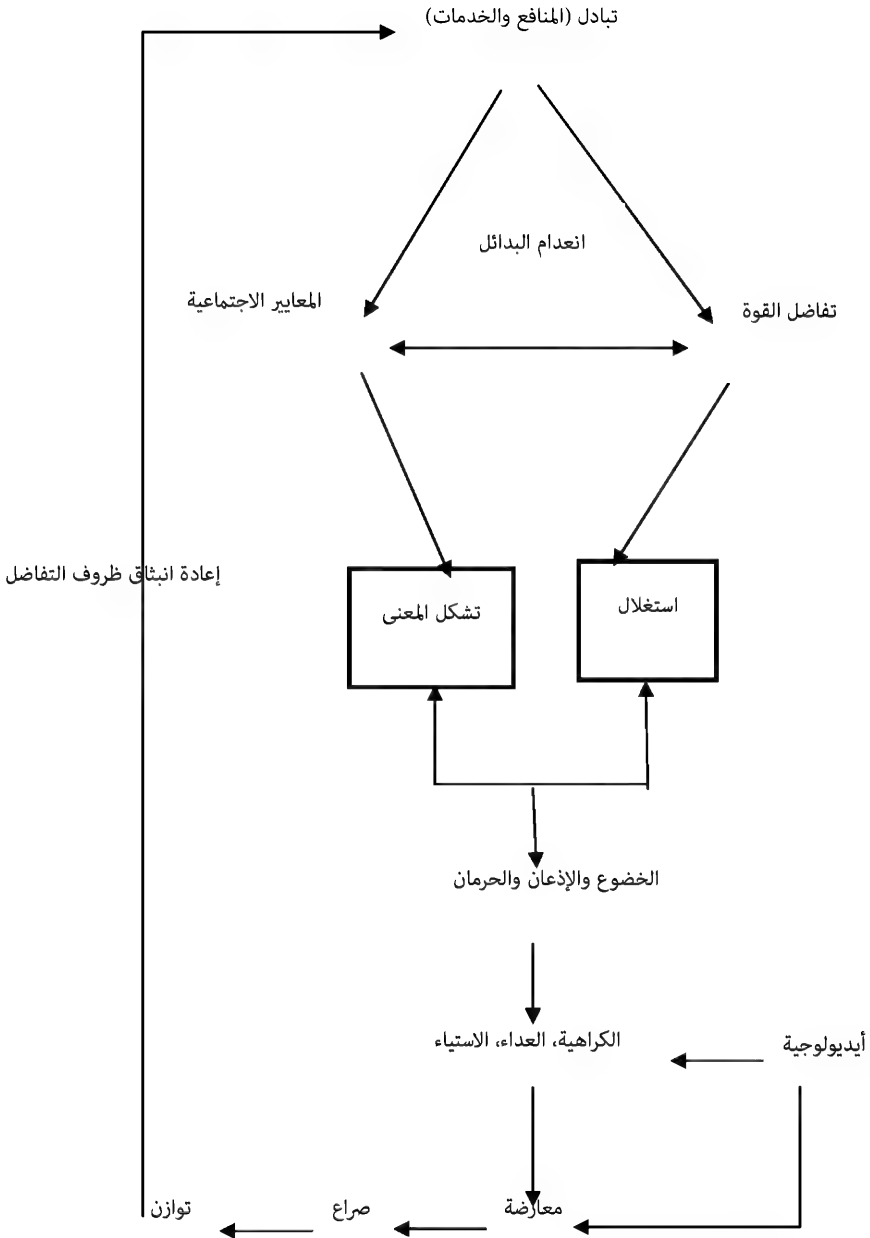 تبادل (المنافع والخدمات)
انعدام البدائل
تفاضل القوة
المعايير الاجتماعية
إعادة انبثاق ظروف التفاضل
استغلال
تشكل المعنى
الخضوع والإذعان والحرمان
أيديولوجية
الكراهية، العداء، الاستياء
معارضة
صراع
توازن